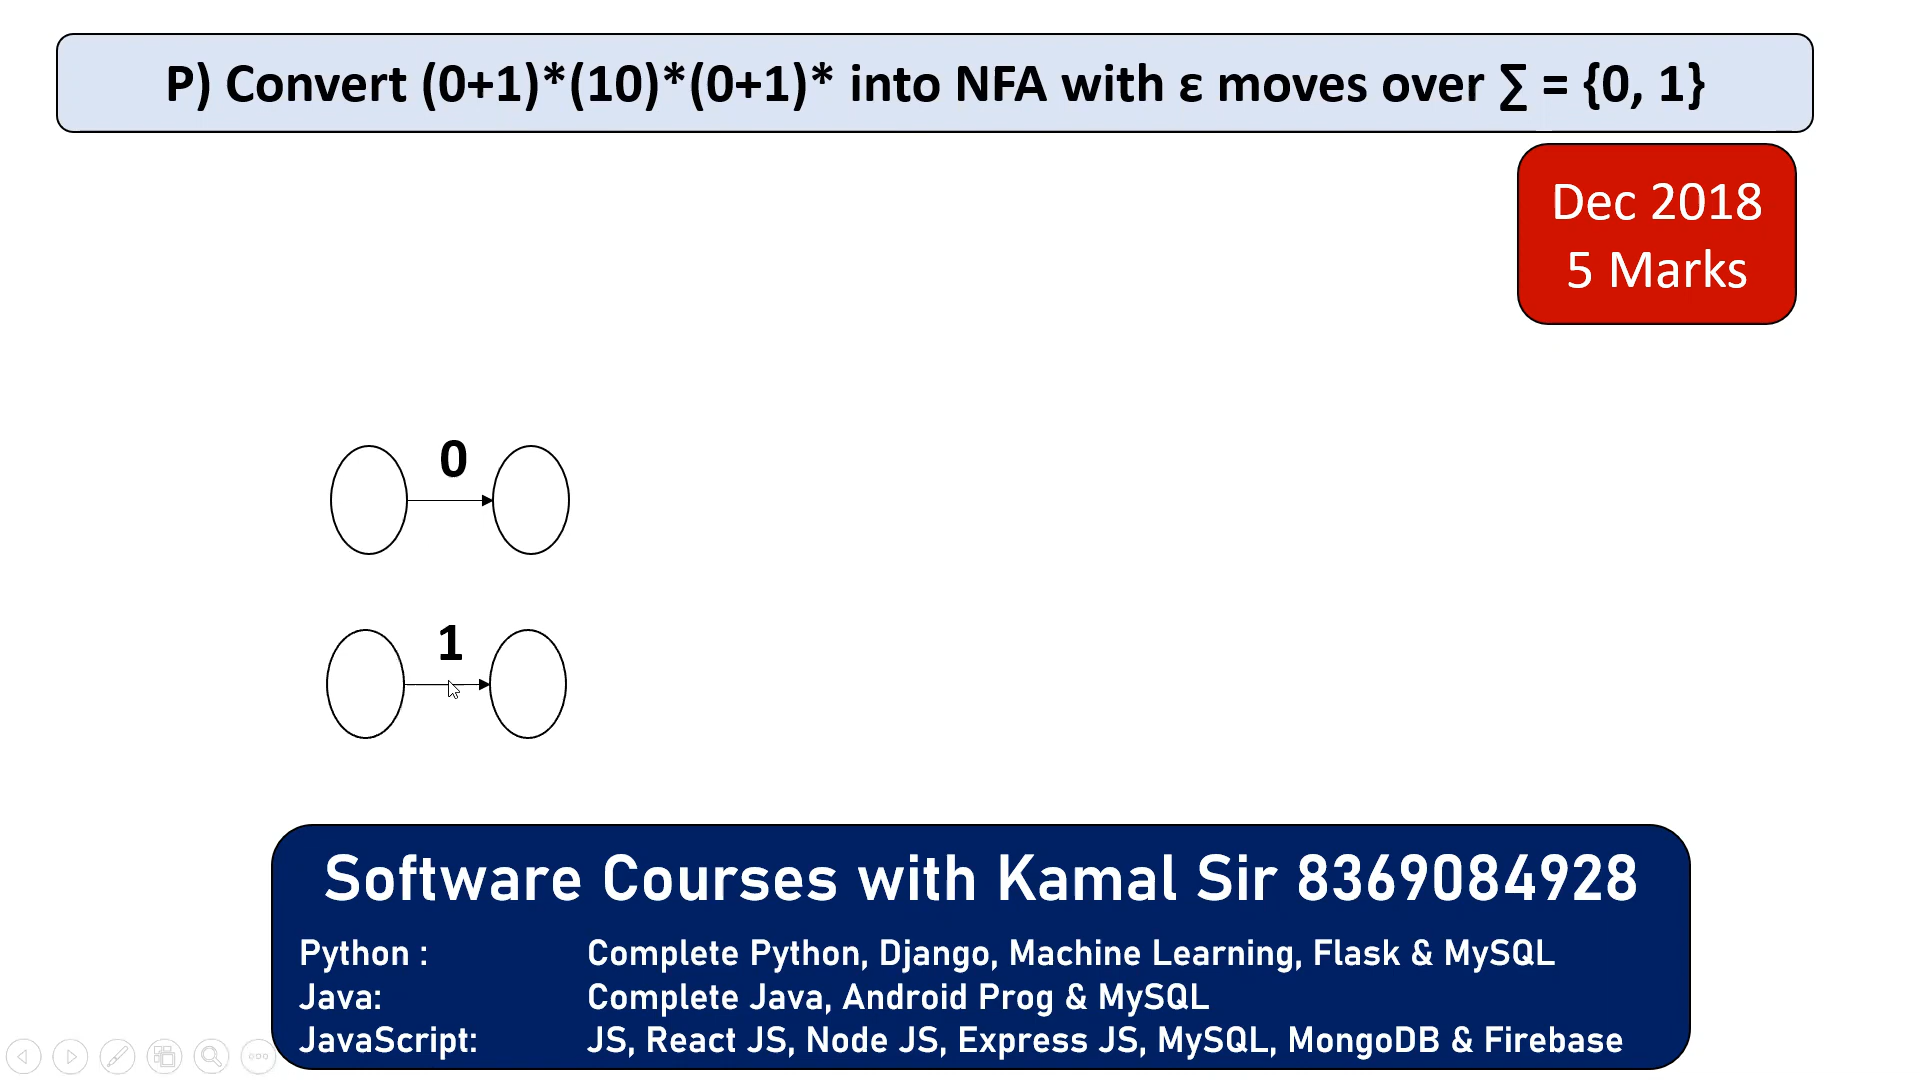 P) Convert (0+1)*(10)*(0+1)* into NFA with ε moves over ∑ = {0, 1}
Dec 2018
5 Marks
0
1
Software Courses with Kamal Sir 8369084928
Python : Complete Python, Django, Machine Learning, Flask & MySQL
Java: Complete Java, Android Prog & MySQL
JavaScript: JS, React JS, Node JS, Express JS, MySQL, MongoDB & Firebase